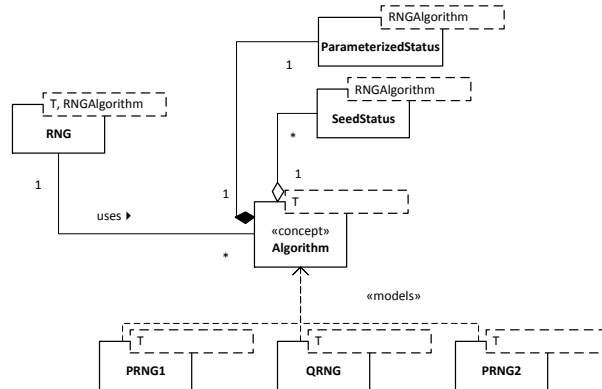 RNGAlgorithm
ParameterizedStatus
1
RNGAlgorithm
SeedStatus
*
T, RNGAlgorithm
RNG
1
1
1
T
uses
«concept»
Algorithm
*
«models»
T
T
T
PRNG1
QRNG
PRNG2